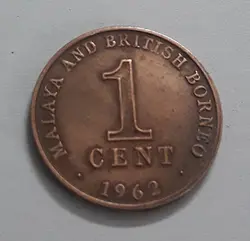 MALAYA AND BRITISH BORNEO
1
CENT
· 1962 ·